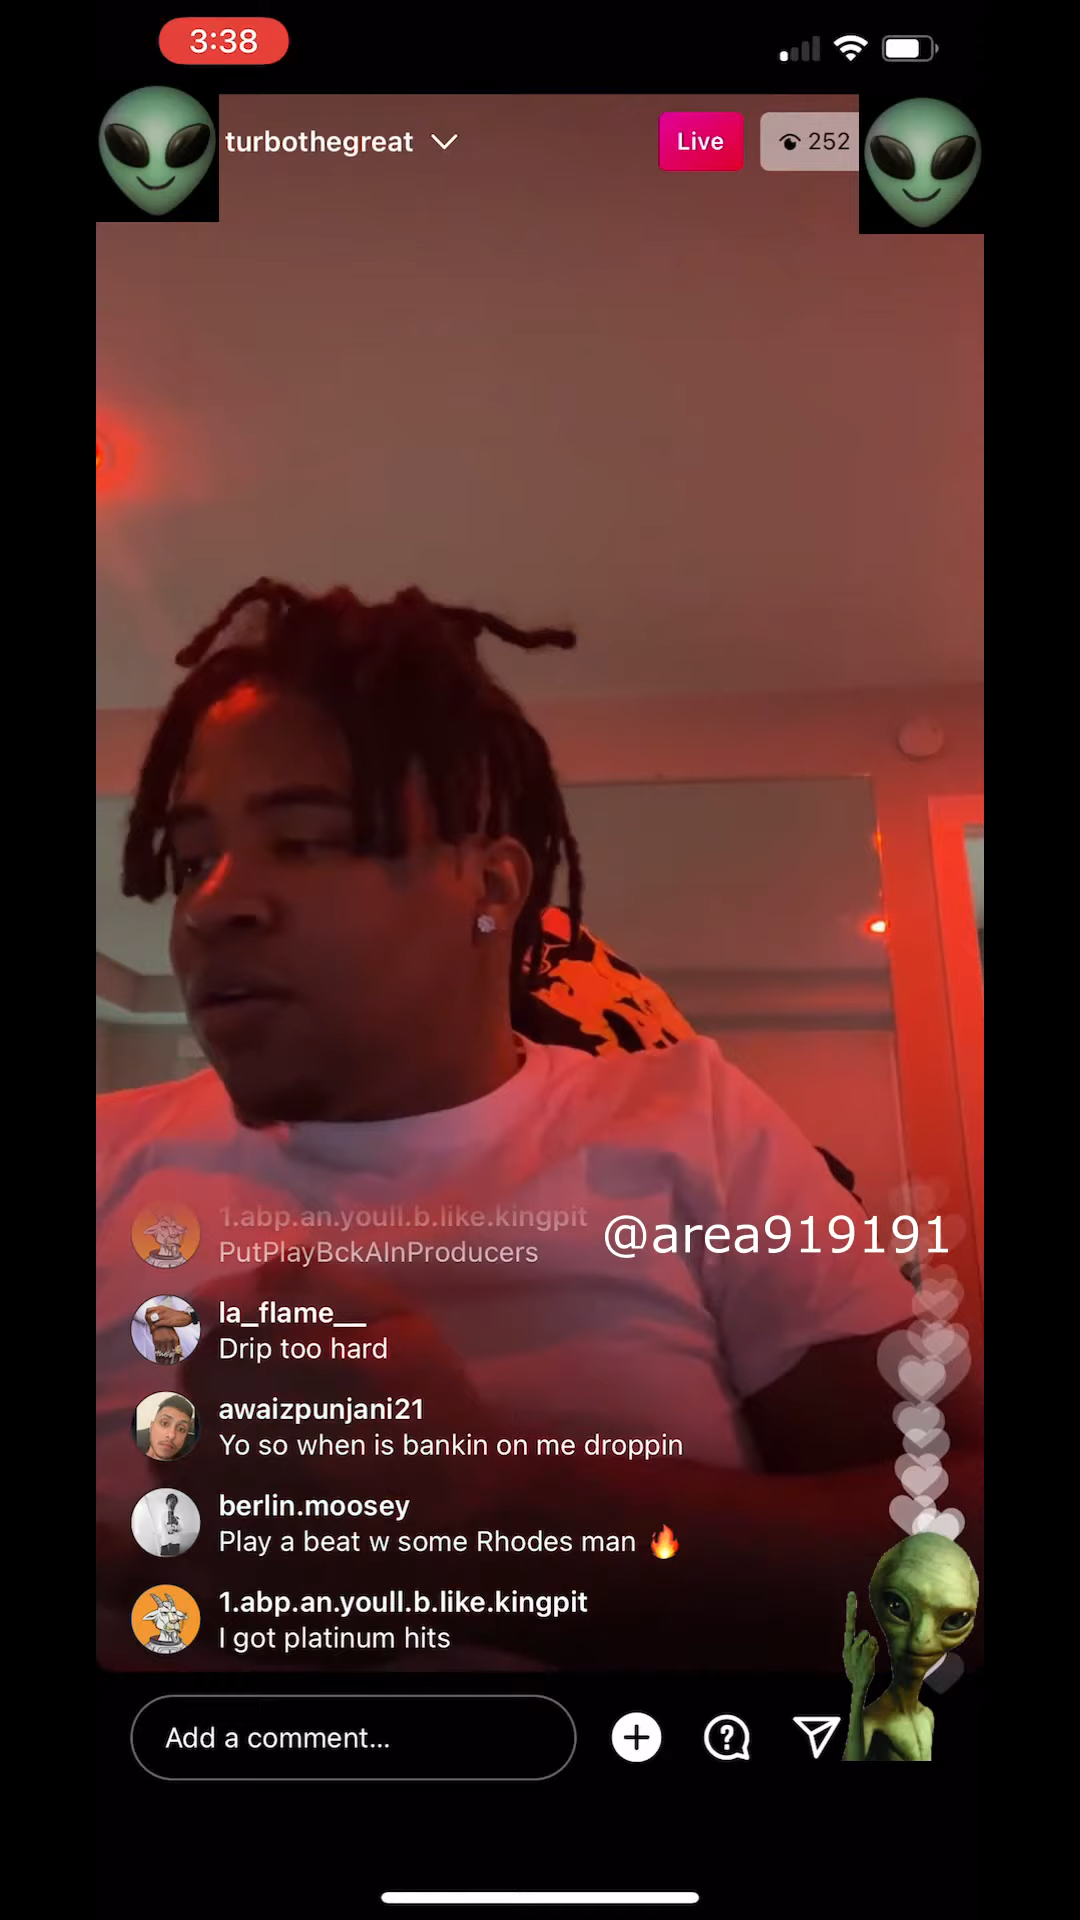 3:38
turbothegreat
Live
252
1.abp.an.youll.b.like.kingpit
PutPlayBckAInProducers
@area919191
la_flame__
Drip too hard
awaizpunjani21
Yo so when is bankin on me droppin
berlin.moosey
Play a beat w some Rhodes man 🔥
1.abp.an.youll.b.like.kingpit
I got platinum hits
Add a comment...